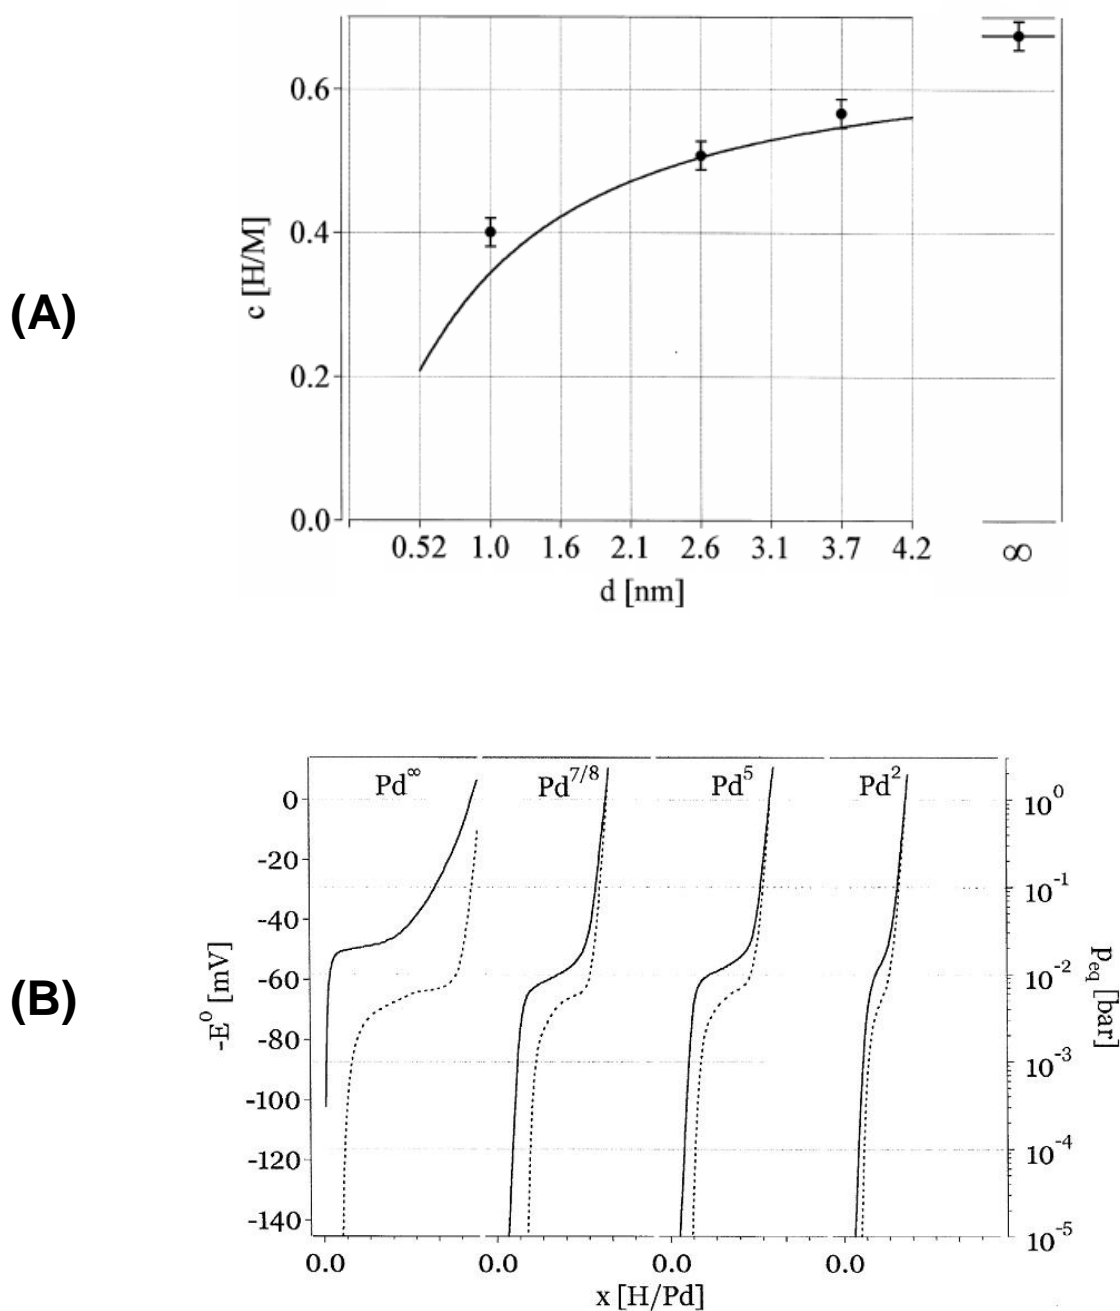 (A)
c [H/M]
0.6
0.4
0.2
0.0
0.52 1.0 1.6 2.1 2.6 3.1 3.7 4.2 ∞
d [nm]
(B)
-E⁰ [mV]
Pd^∞ Pd^7/8 Pd⁵ Pd²
0
-20
-40
-60
-80
-100
-120
-140
10⁰
10⁻¹
10⁻²
10⁻³
10⁻⁴
10⁻⁵
p_eq [bar]
0.0 0.0 0.0 0.0
x [H/Pd]